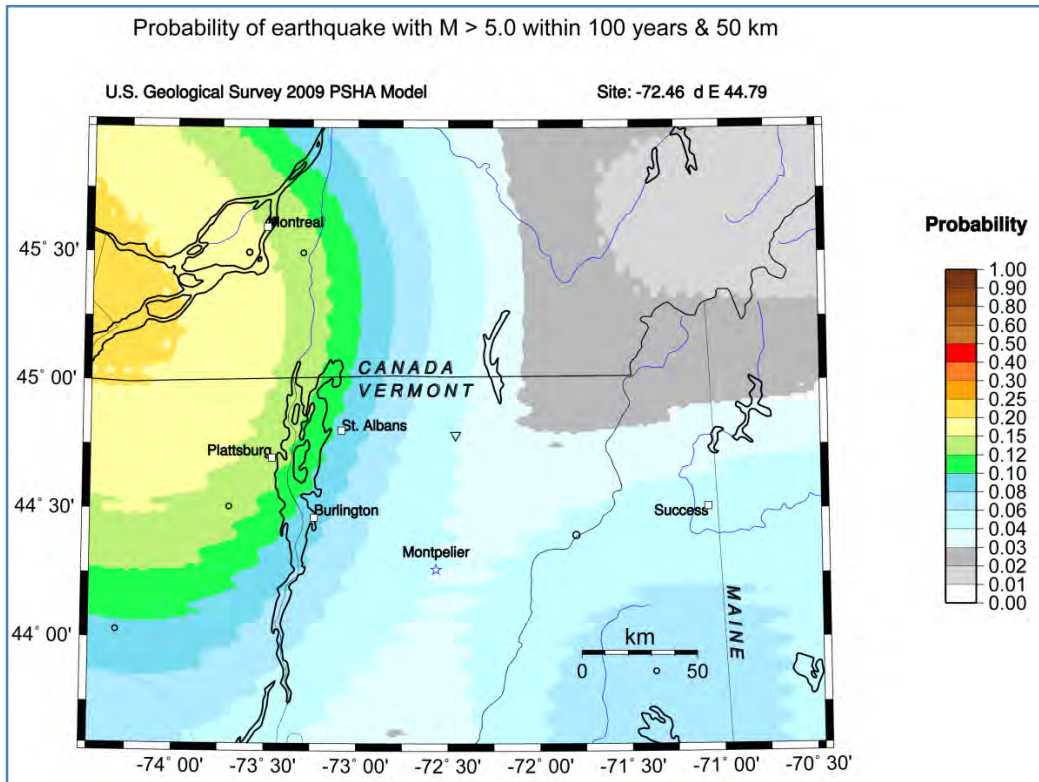 Probability of earthquake with M > 5.0 within 100 years & 50 km
U.S. Geological Survey 2009 PSHA Model
Site: -72.46 d E 44.79
Montreal
45° 30'
45° 00'
CANADA
VERMONT
St. Albans
Plattsburg
44° 30'
Burlington
Success
Montpelier
44° 00'
MAINE
km
0 50
-74° 00' -73° 30' -73° 00' -72° 30' -72° 00' -71° 30' -71° 00' -70° 30'
Probability
1.00
0.90
0.80
0.60
0.50
0.40
0.30
0.25
0.20
0.15
0.12
0.10
0.08
0.06
0.04
0.03
0.02
0.01
0.00